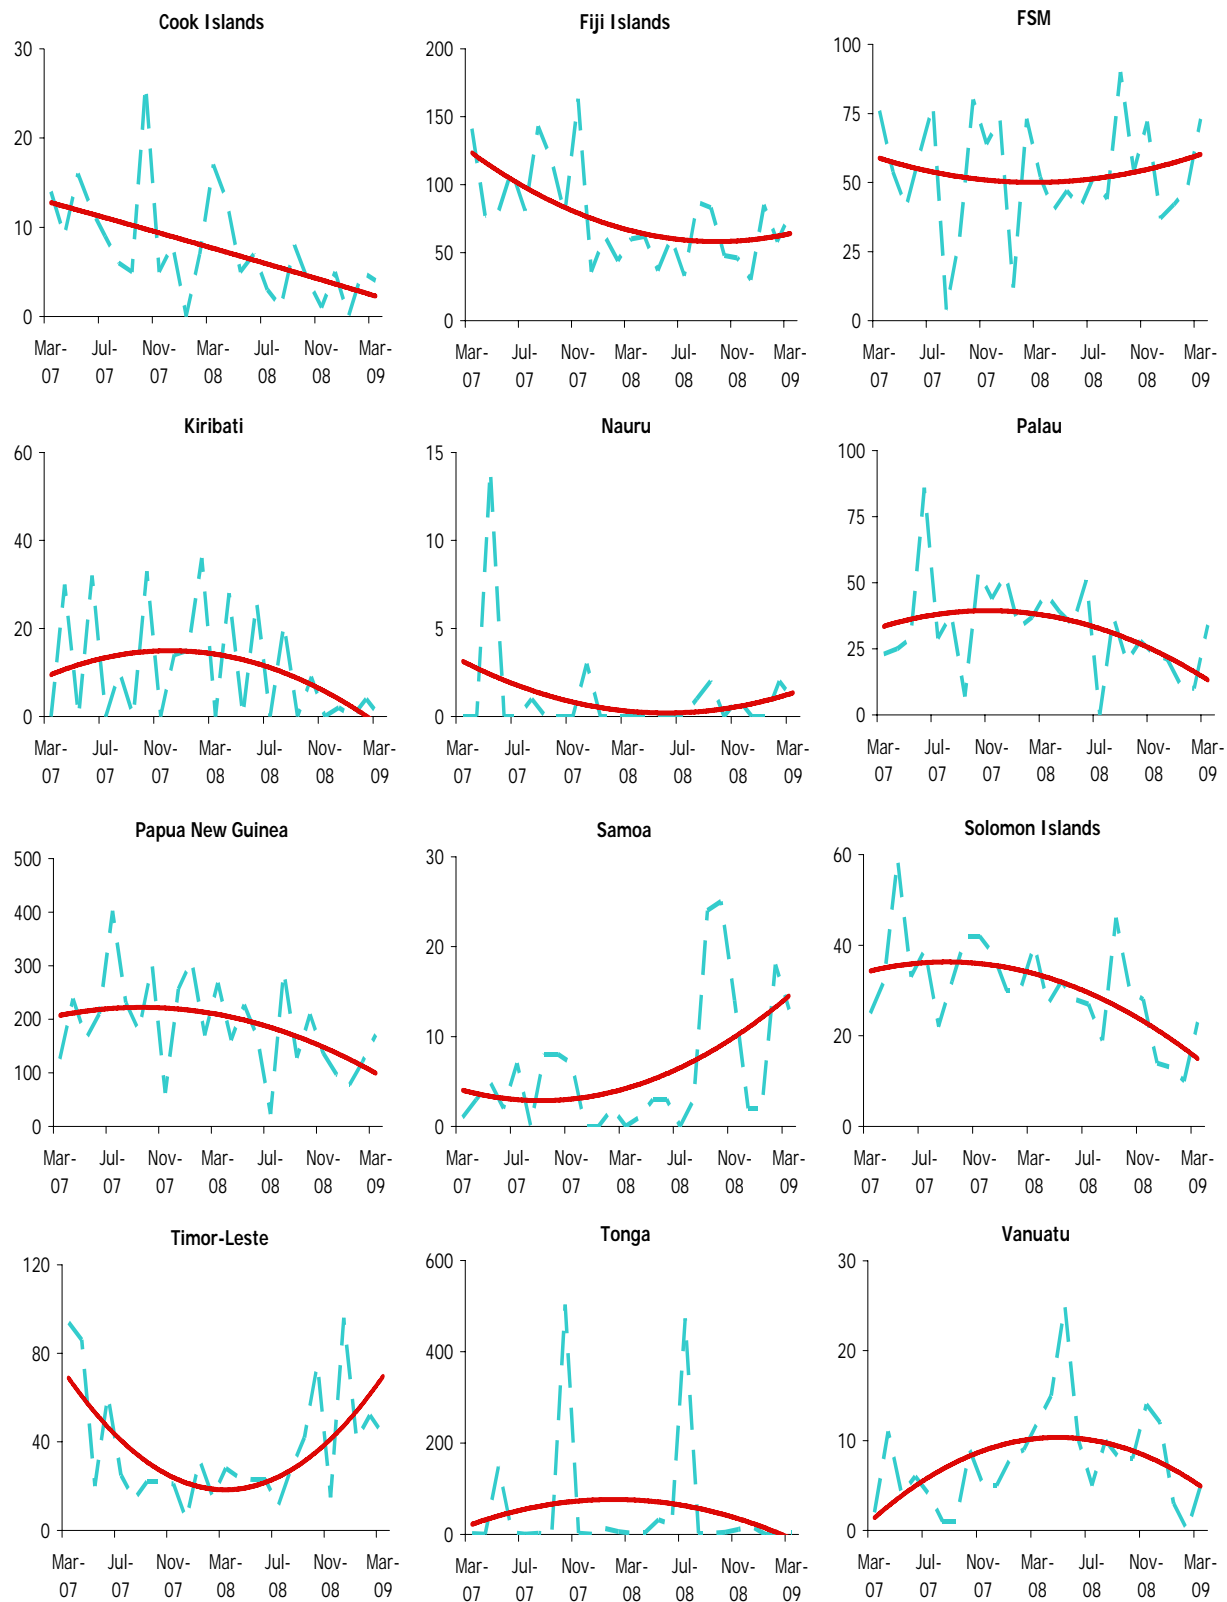 Cook Islands
30
20
10
0
Mar- Jul- Nov- Mar- Jul- Nov- Mar-
07 07 07 08 08 08 09
Fiji Islands
200
150
100
50
0
Mar- Jul- Nov- Mar- Jul- Nov- Mar-
07 07 07 08 08 08 09
FSM
100
75
50
25
0
Mar- Jul- Nov- Mar- Jul- Nov- Mar-
07 07 07 08 08 08 09
Kiribati
60
40
20
0
Mar- Jul- Nov- Mar- Jul- Nov- Mar-
07 07 07 08 08 08 09
Nauru
15
10
5
0
Mar- Jul- Nov- Mar- Jul- Nov- Mar-
07 07 07 08 08 08 09
Palau
100
75
50
25
0
Mar- Jul- Nov- Mar- Jul- Nov- Mar-
07 07 07 08 08 08 09
Papua New Guinea
500
400
300
200
100
0
Mar- Jul- Nov- Mar- Jul- Nov- Mar-
07 07 07 08 08 08 09
Samoa
30
20
10
0
Mar- Jul- Nov- Mar- Jul- Nov- Mar-
07 07 07 08 08 08 09
Solomon Islands
60
40
20
0
Mar- Jul- Nov- Mar- Jul- Nov- Mar-
07 07 07 08 08 08 09
Timor-Leste
120
80
40
0
Mar- Jul- Nov- Mar- Jul- Nov- Mar-
07 07 07 08 08 08 09
Tonga
600
400
200
0
Mar- Jul- Nov- Mar- Jul- Nov- Mar-
07 07 07 08 08 08 09
Vanuatu
30
20
10
0
Mar- Jul- Nov- Mar- Jul- Nov- Mar-
07 07 07 08 08 08 09